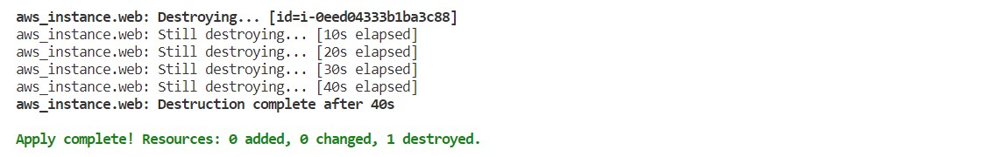 aws_instance.web: Destroying... [id=i-0eed04333b1ba3c88]
aws_instance.web: Still destroying... [10s elapsed]
aws_instance.web: Still destroying... [20s elapsed]
aws_instance.web: Still destroying... [30s elapsed]
aws_instance.web: Still destroying... [40s elapsed]
aws_instance.web: Destruction complete after 40s
Apply complete! Resources: 0 added, 0 changed, 1 destroyed.